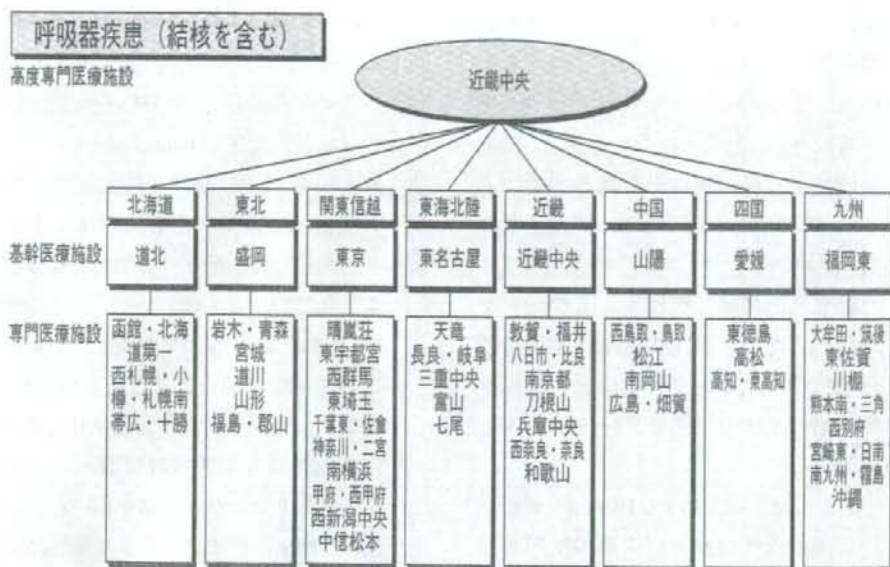 呼吸器疾患（結核を含む）
高度専門医療施設
近畿中央
北海道
東北
関東信越
東海北陸
近畿
中国
四国
九州
基幹医療施設
道北
盛岡
東京
東名古屋
近畿中央
山陽
愛媛
福岡東
専門医療施設
函館・北海
道第一
西札幌・小
樽・札幌南
帯広・十勝
岩木・青森
宮城
道川
山形
福島・郡山
晴嵐荘
東宇都宮
西群馬
東埼玉
千葉東・佐倉
神奈川・二宮
南横浜
甲府・西甲府
西新潟中央
中信松本
天竜
長良・岐阜
三重中央
富山
七尾
敦賀・福井
八日市・比良
南京都
刀根山
兵庫中央
西奈良・奈良
和歌山
西鳥取・鳥取
松江
南岡山
広島・畑賀
東徳島
高松
高知・東高知
大牟田・筑後
東佐賀
川棚
熊本南・三角
西別府
宮崎東・日南
南九州・霧島
沖縄